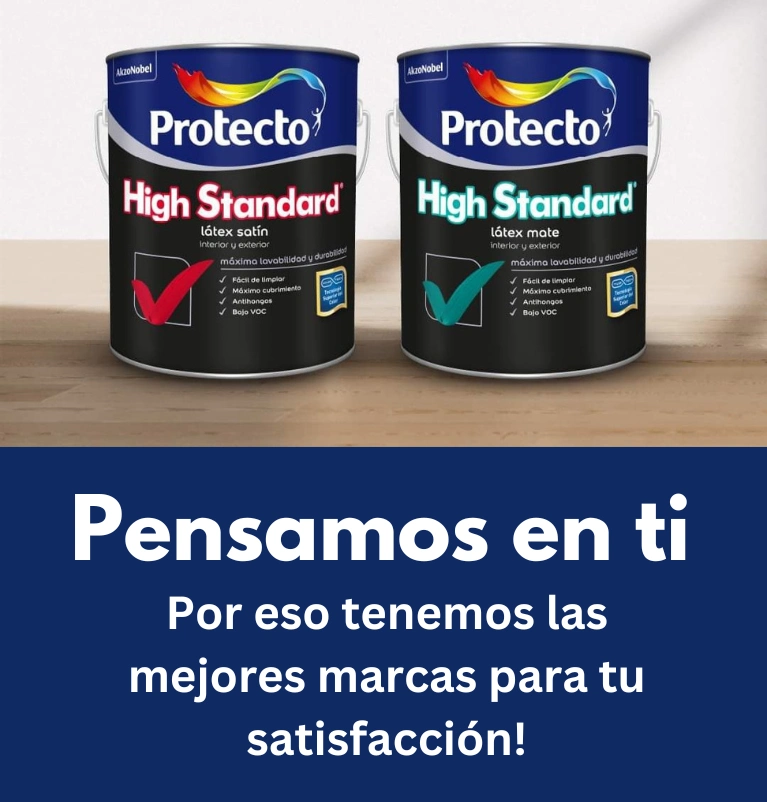 AkzoNobel
Protecto
High Standard
látex satín
interior y exterior
máxima lavabilidad y durabilidad
Fácil de limpiar
Máximo cubrimiento
Antihongos
Bajo VOC
AkzoNobel
Protecto
High Standard
látex mate
interior y exterior
máxima lavabilidad y durabilidad
Fácil de limpiar
Máximo cubrimiento
Antihongos
Bajo VOC
Pensamos en ti
Por eso tenemos las
mejores marcas para tu
satisfacción!